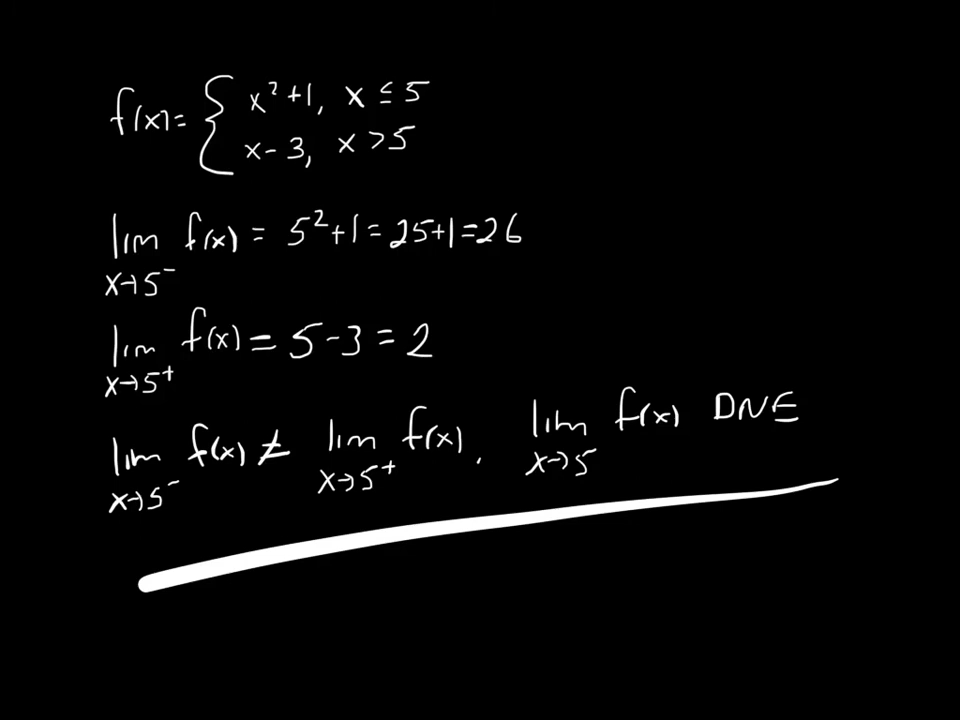 f(x) = { x² + 1, x ≤ 5
x - 3, x > 5
lim f(x) = 5² + 1 = 25 + 1 = 26
x→5⁻
lim f(x) = 5 - 3 = 2
x→5⁺
lim f(x) ≠ lim f(x). lim f(x) DNE
x→5⁻ x→5⁺ x→5